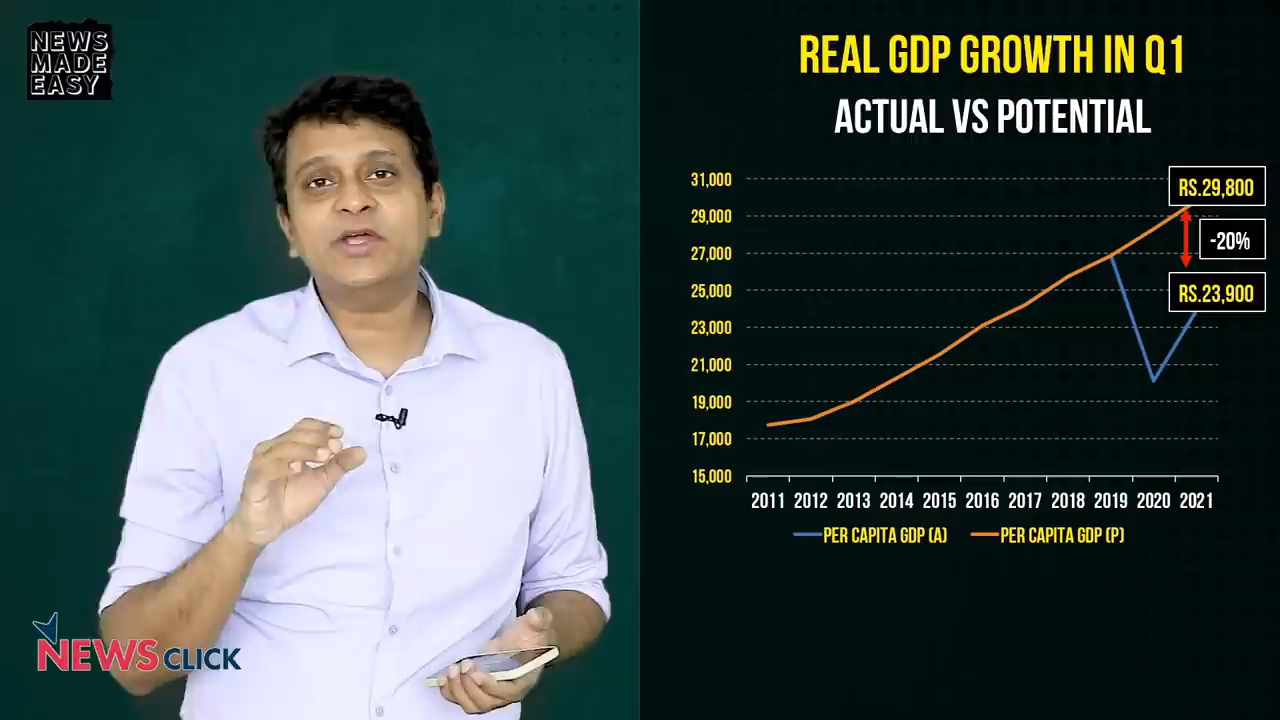 NEWS
MADE
EASY
NEWSCLICK
REAL GDP GROWTH IN Q1
ACTUAL VS POTENTIAL
31,000
29,000
27,000
25,000
23,000
21,000
19,000
17,000
15,000
RS.29,800
-20%
RS.23,900
2011 2012 2013 2014 2015 2016 2017 2018 2019 2020 2021
PER CAPITA GDP (A) PER CAPITA GDP (P)